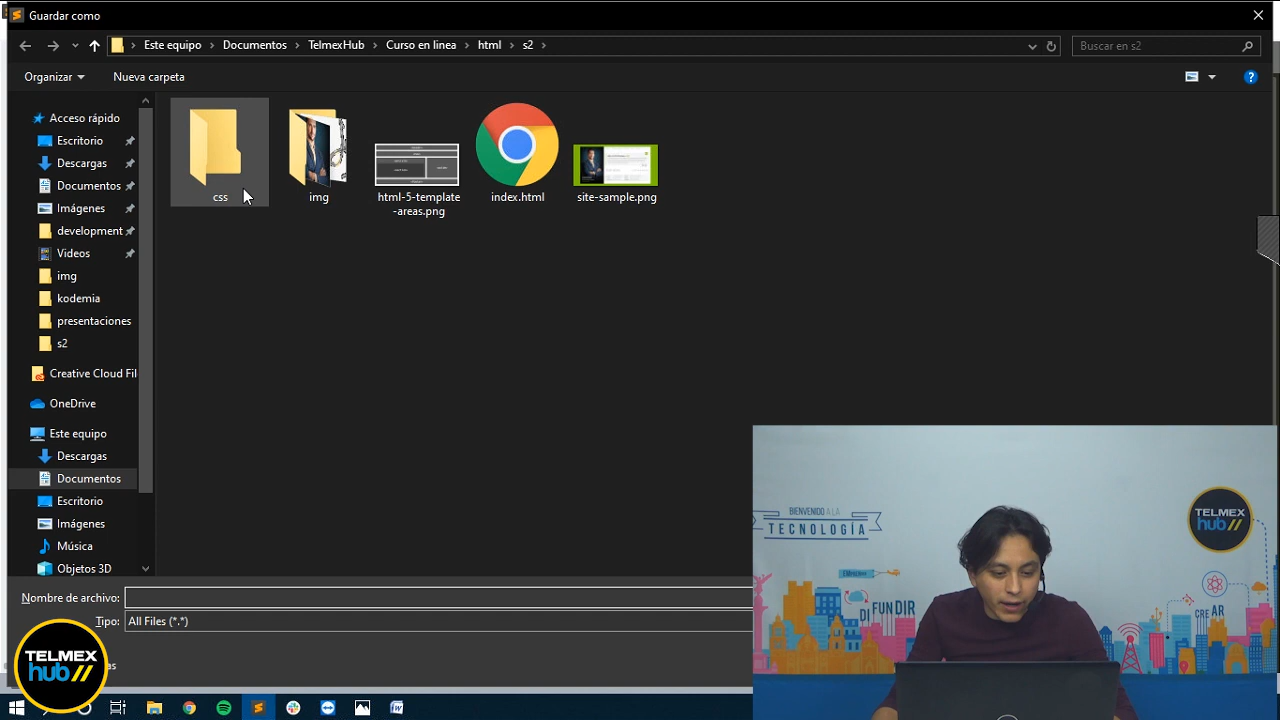 Guardar como
Este equipo > Documentos > TelmexHub > Curso en linea > html > s2 >
Buscar en s2
Organizar
Nueva carpeta
Acceso rápido
Escritorio
Descargas
Documentos
Imágenes
development
Videos
img
kodemia
presentaciones
s2
Creative Cloud Fil
OneDrive
Este equipo
Descargas
Documentos
Escritorio
Imágenes
Música
Objetos 3D
css
img
html-5-template
-areas.png
index.html
site-sample.png
Nombre de archivo:
Tipo:
All Files (*.*)
TELMEX
hub//
BIENVENIDO A LA
TECNOLOGÍA
DI FUN DIR
CRE AR
TELMEX
hub//